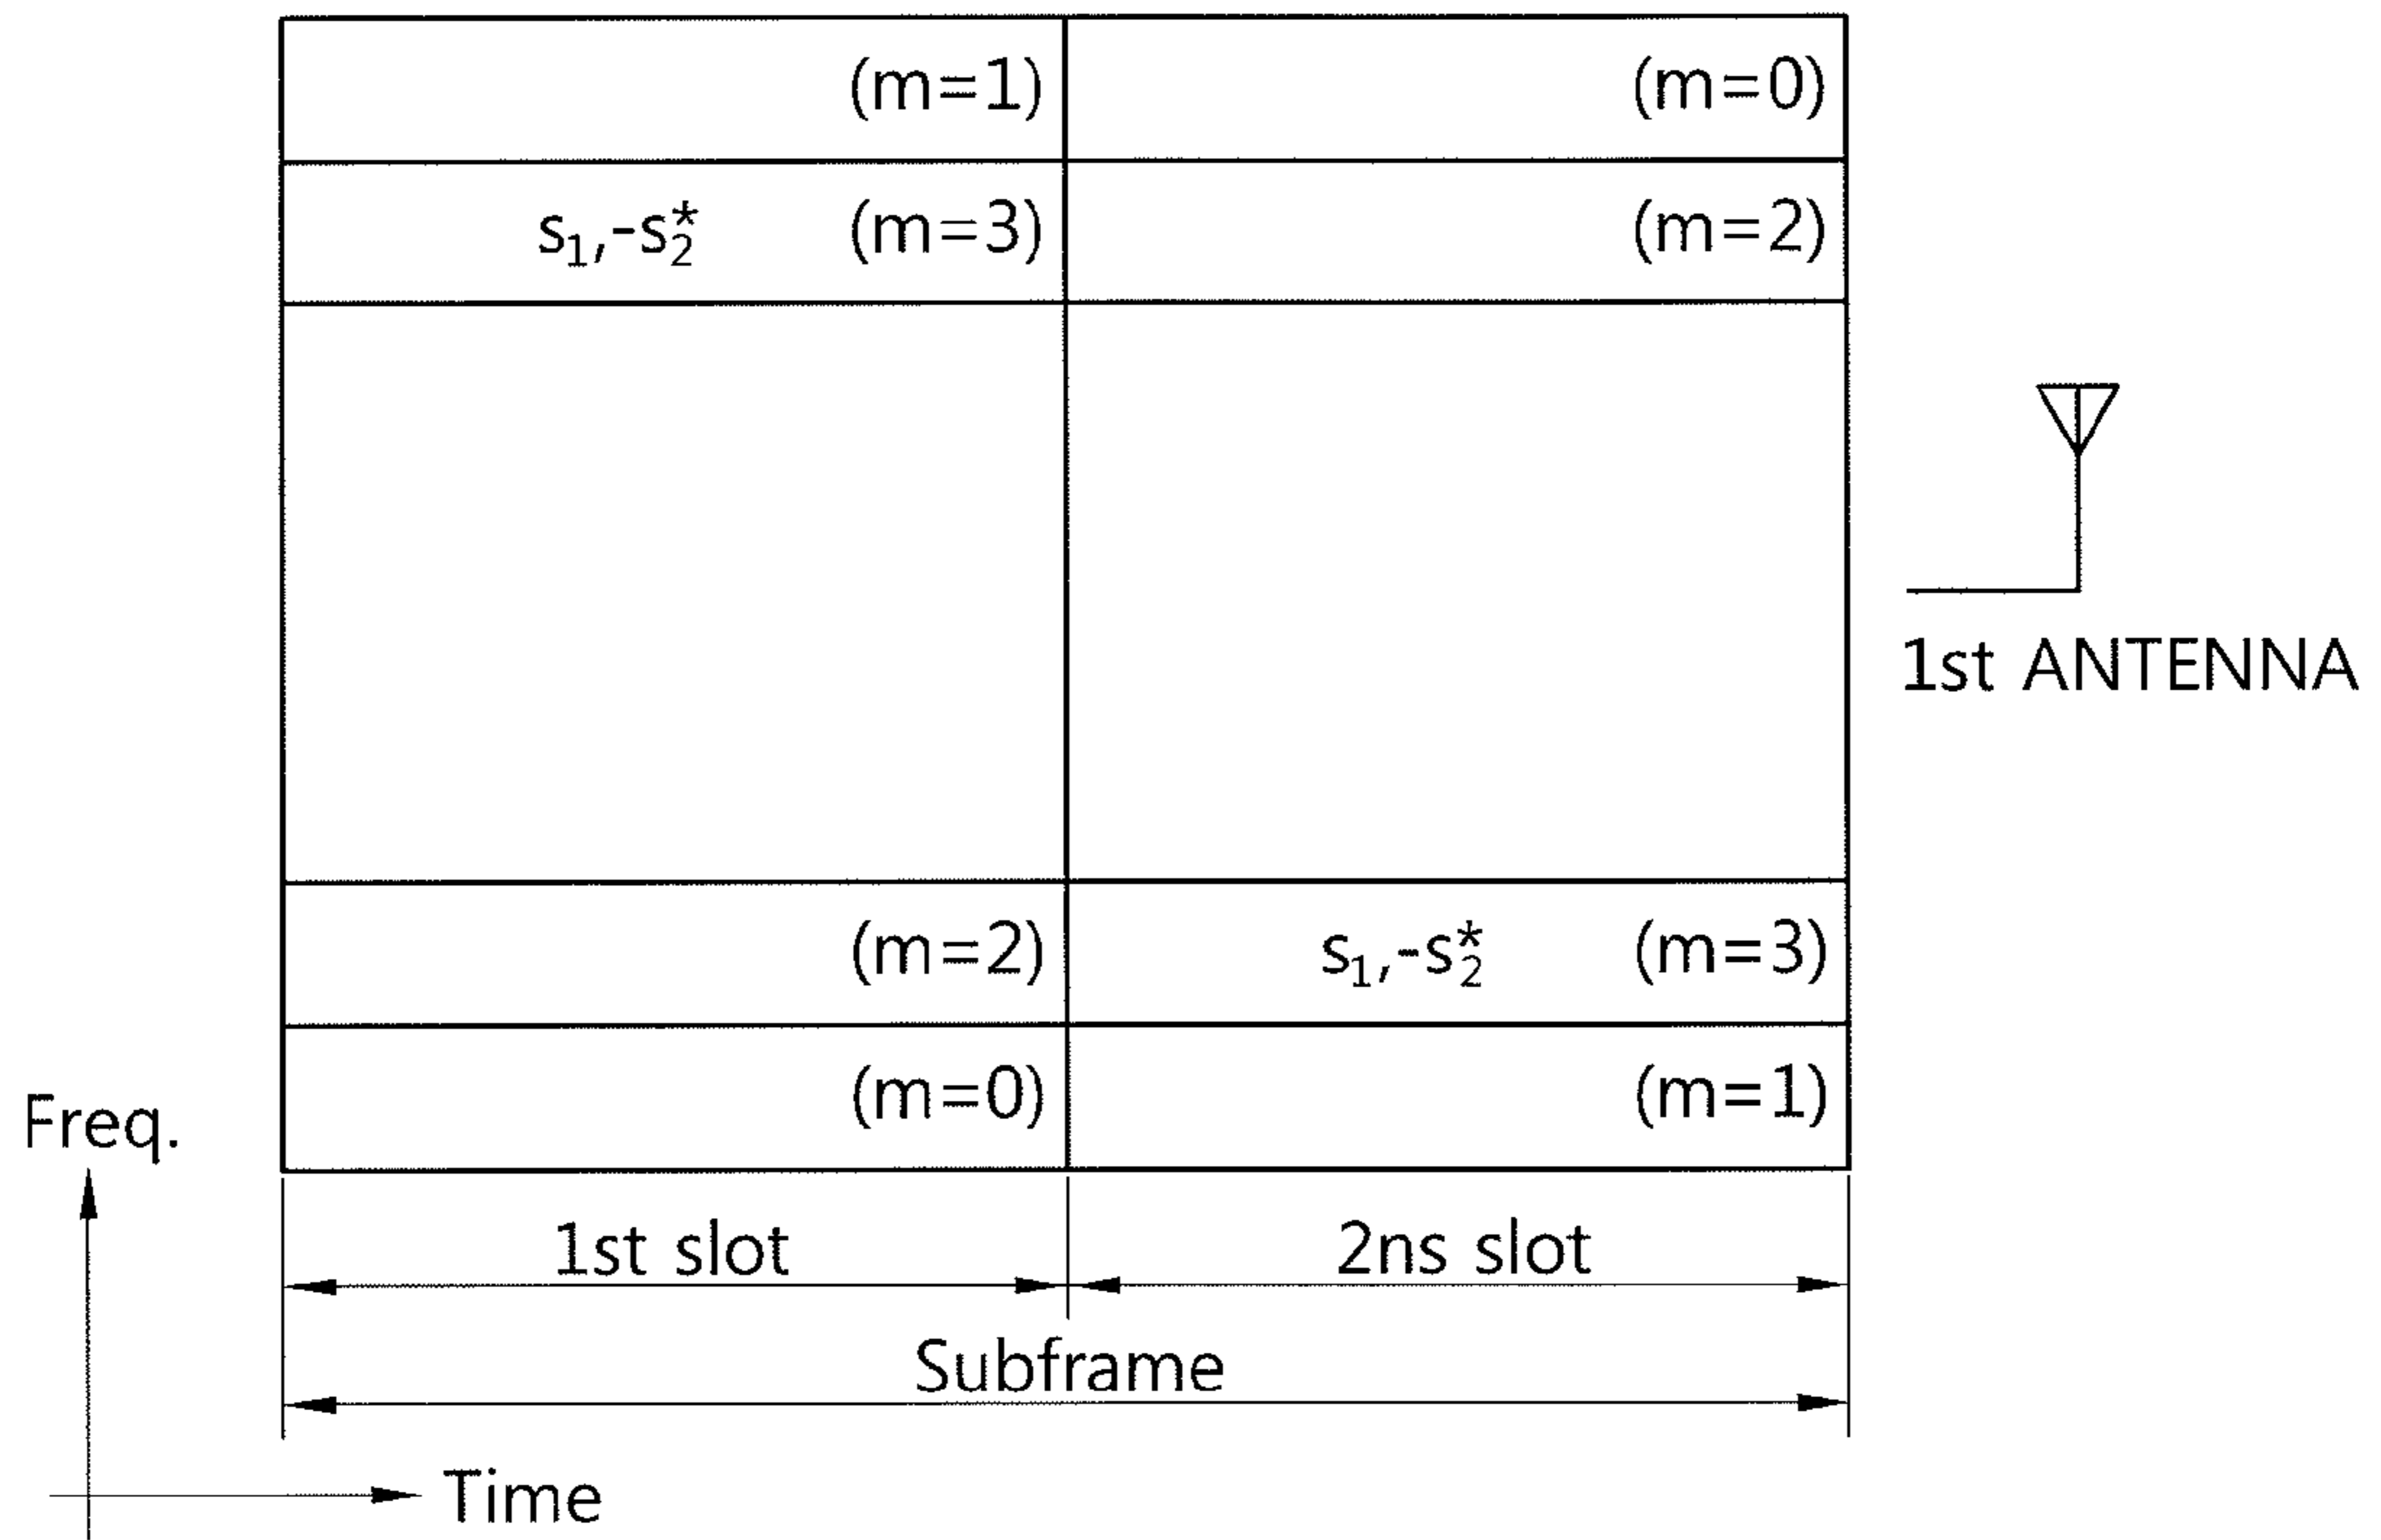 (m=1) (m=0)
s₁,-s₂* (m=3) (m=2)
1st ANTENNA
(m=2) s₁,-s₂* (m=3)
(m=0) (m=1)
Freq.
1st slot 2ns slot
Subframe
Time